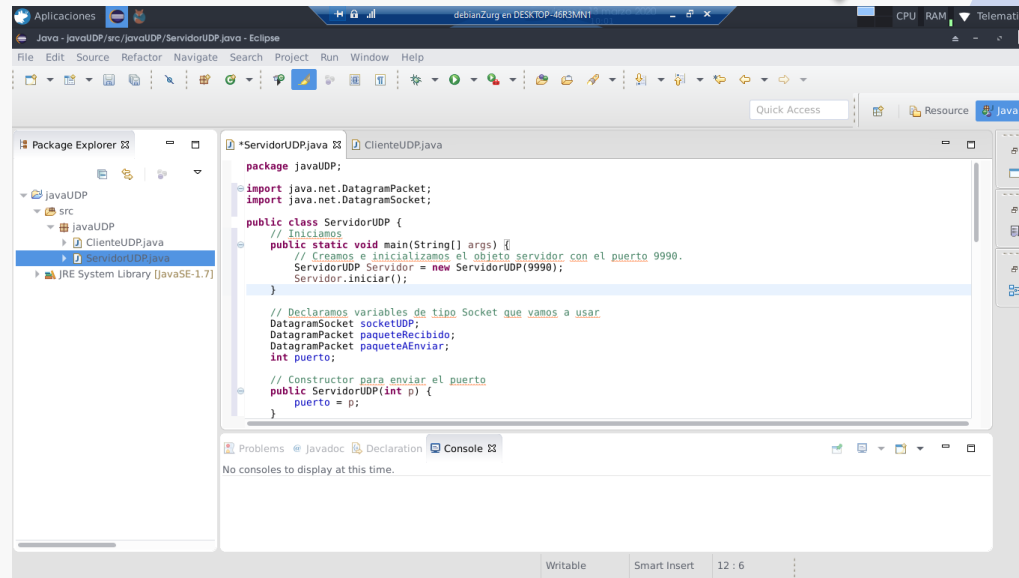 Aplicaciones
debianZurg en DESKTOP-46R3MN1
CPU RAM Telemati
Java - javaUDP/src/javaUDP/ServidorUDP.java - Eclipse
File Edit Source Refactor Navigate Search Project Run Window Help
Quick Access
Resource
Java
Package Explorer
javaUDP
src
javaUDP
ClienteUDP.java
ServidorUDP.java
JRE System Library [JavaSE-1.7]
*ServidorUDP.java ClienteUDP.java
package javaUDP;
import java.net.DatagramPacket;
import java.net.DatagramSocket;
public class ServidorUDP {
// Iniciamos
public static void main(String[] args) {
// Creamos e inicializamos el objeto servidor con el puerto 9990.
ServidorUDP Servidor = new ServidorUDP(9990);
Servidor.iniciar();
}
// Declaramos variables de tipo Socket que vamos a usar
DatagramSocket socketUDP;
DatagramPacket paqueteRecibido;
DatagramPacket paqueteAEnviar;
int puerto;
// Constructor para enviar el puerto
public ServidorUDP(int p) {
puerto = p;
}
Problems Javadoc Declaration Console
No consoles to display at this time.
Writable Smart Insert 12 : 6